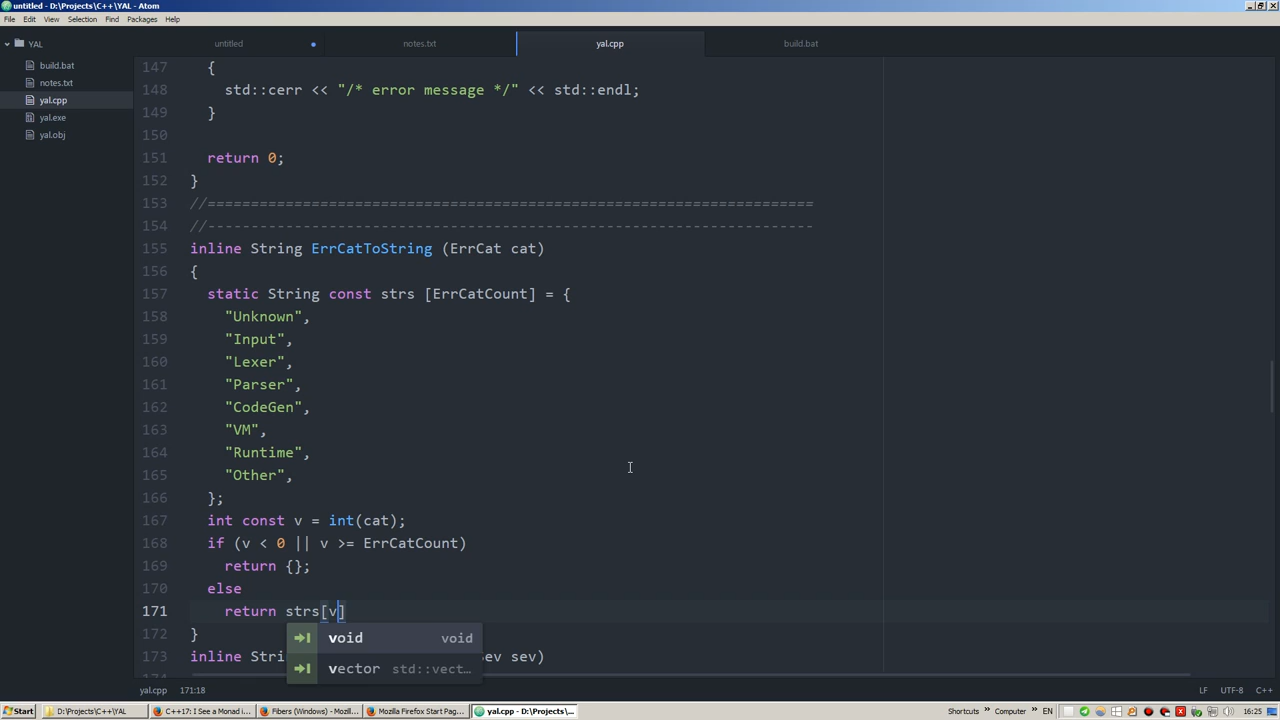 untitled - D:\Projects\C++\YAL - Atom
File Edit View Selection Find Packages Help
YAL
build.bat
notes.txt
yal.cpp
yal.exe
yal.obj
untitled notes.txt yal.cpp build.bat
147 {
148 std::cerr << "/* error message */" << std::endl;
149 }
150
151 return 0;
152 }
153 //======================================================================
154 //----------------------------------------------------------------------
155 inline String ErrCatToString (ErrCat cat)
156 {
157 static String const strs [ErrCatCount] = {
158 "Unknown",
159 "Input",
160 "Lexer",
161 "Parser",
162 "CodeGen",
163 "VM",
164 "Runtime",
165 "Other",
166 };
167 int const v = int(cat);
168 if (v < 0 || v >= ErrCatCount)
169 return {};
170 else
171 return strs[v]
void void
vector std::vect…
172 }
173 inline Stri ev sev)
yal.cpp 171:18 LF UTF-8 C++
Start D:\Projects\C++\YAL C++17: I See a Monad i... Fibers (Windows) - Mozil... Mozilla Firefox Start Pag... yal.cpp - D:\Projects\... Shortcuts » Computer » EN 16:25